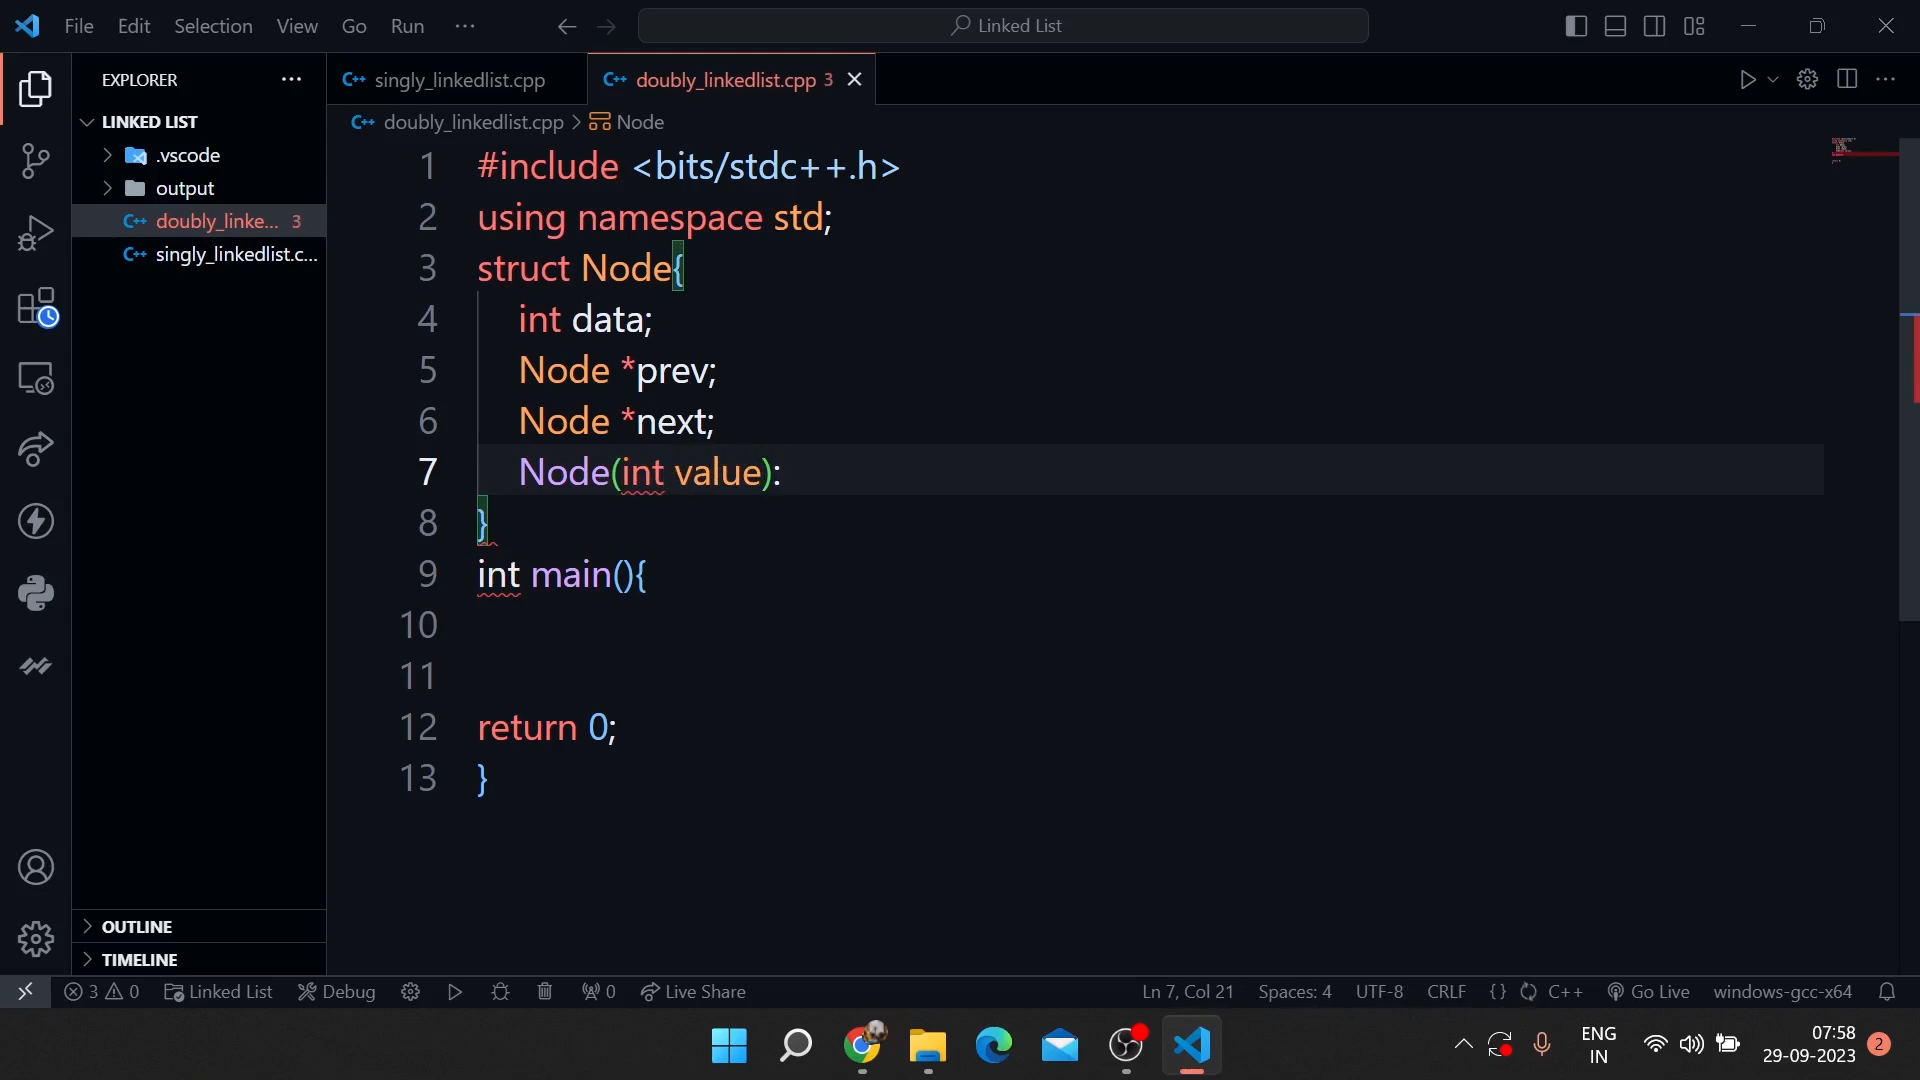 File Edit Selection View Go Run ··· Linked List
EXPLORER ···
singly_linkedlist.cpp
doubly_linkedlist.cpp 3
LINKED LIST
.vscode
output
doubly_linke... 3
singly_linkedlist.c...
doubly_linkedlist.cpp > Node
1 #include <bits/stdc++.h>
2 using namespace std;
3 struct Node{
4 int data;
5 Node *prev;
6 Node *next;
7 Node(int value):
8 }
9 int main(){
10
11
12 return 0;
13 }
OUTLINE
TIMELINE
3 0 Linked List Debug 0 Live Share Ln 7, Col 21 Spaces: 4 UTF-8 CRLF {} C++ Go Live windows-gcc-x64
ENG
IN
07:58
29-09-2023
2